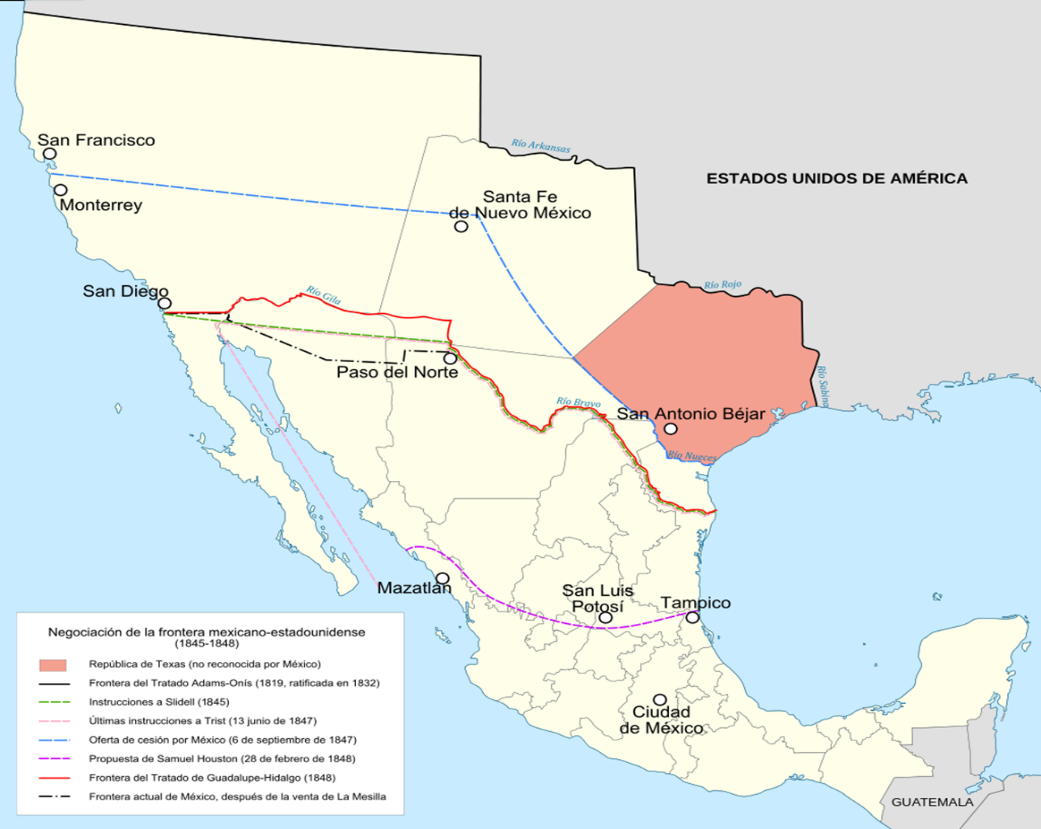 San Francisco
Río Arkansas
ESTADOS UNIDOS DE AMÉRICA
Monterrey
Santa Fe
de Nuevo México
San Diego
Río Gila
Río Rojo
Paso del Norte
Río Sabina
Río Bravo
San Antonio Béjar
Río Nueces
Mazatlán
San Luis
Potosí
Tampico
Ciudad
de México
GUATEMALA
Negociación de la frontera mexicano-estadounidense
(1845-1848)
República de Texas (no reconocida por México)
Frontera del Tratado Adams-Onís (1819, ratificada en 1832)
Instrucciones a Slidell (1845)
Últimas instrucciones a Trist (13 junio de 1847)
Oferta de cesión por México (6 de septiembre de 1847)
Propuesta de Samuel Houston (28 de febrero de 1848)
Frontera del Tratado de Guadalupe-Hidalgo (1848)
Frontera actual de México, después de la venta de La Mesilla